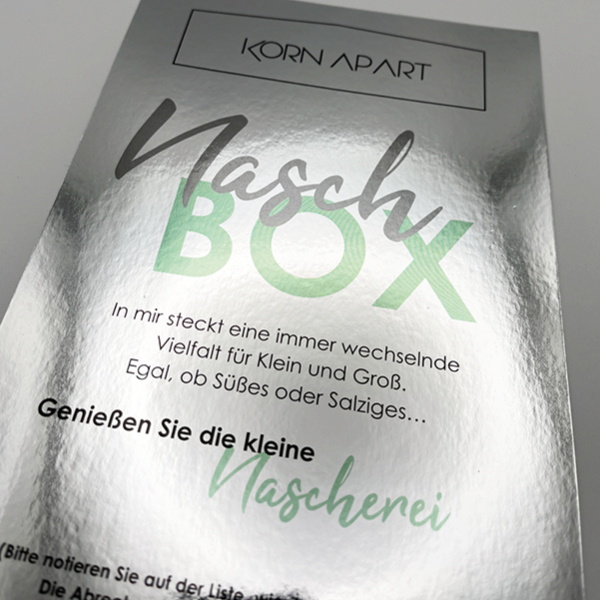 KORN APART
Nasch
BOX
In mir steckt eine immer wechselnde
Vielfalt für Klein und Groß.
Egal, ob Süßes oder Salziges...
Genießen Sie die kleine
Nascherei
(Bitte notieren Sie auf der Liste
Die